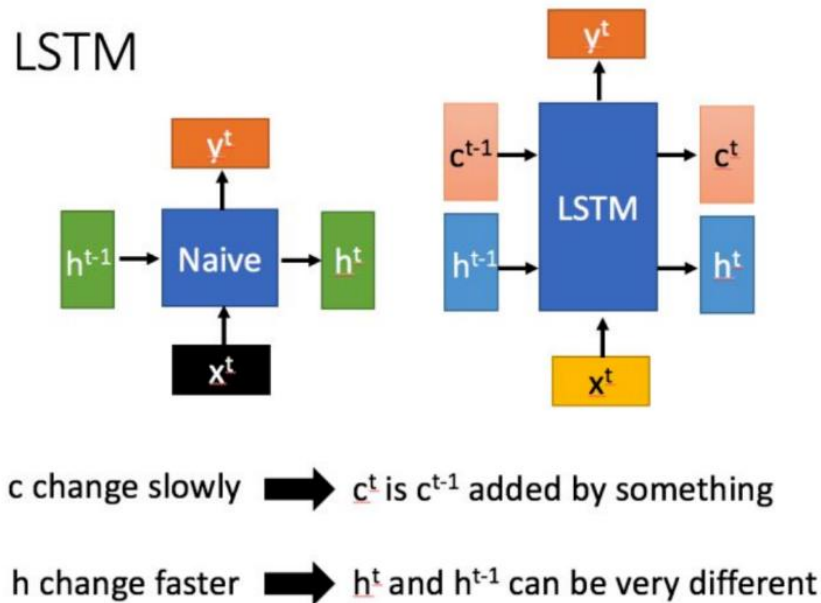 LSTM
yᵗ
hᵗ⁻¹
Naive
hᵗ
xᵗ
yᵗ
cᵗ⁻¹
cᵗ
LSTM
hᵗ⁻¹
hᵗ
xᵗ
c change slowly cᵗ is cᵗ⁻¹ added by something
h change faster hᵗ and hᵗ⁻¹ can be very different